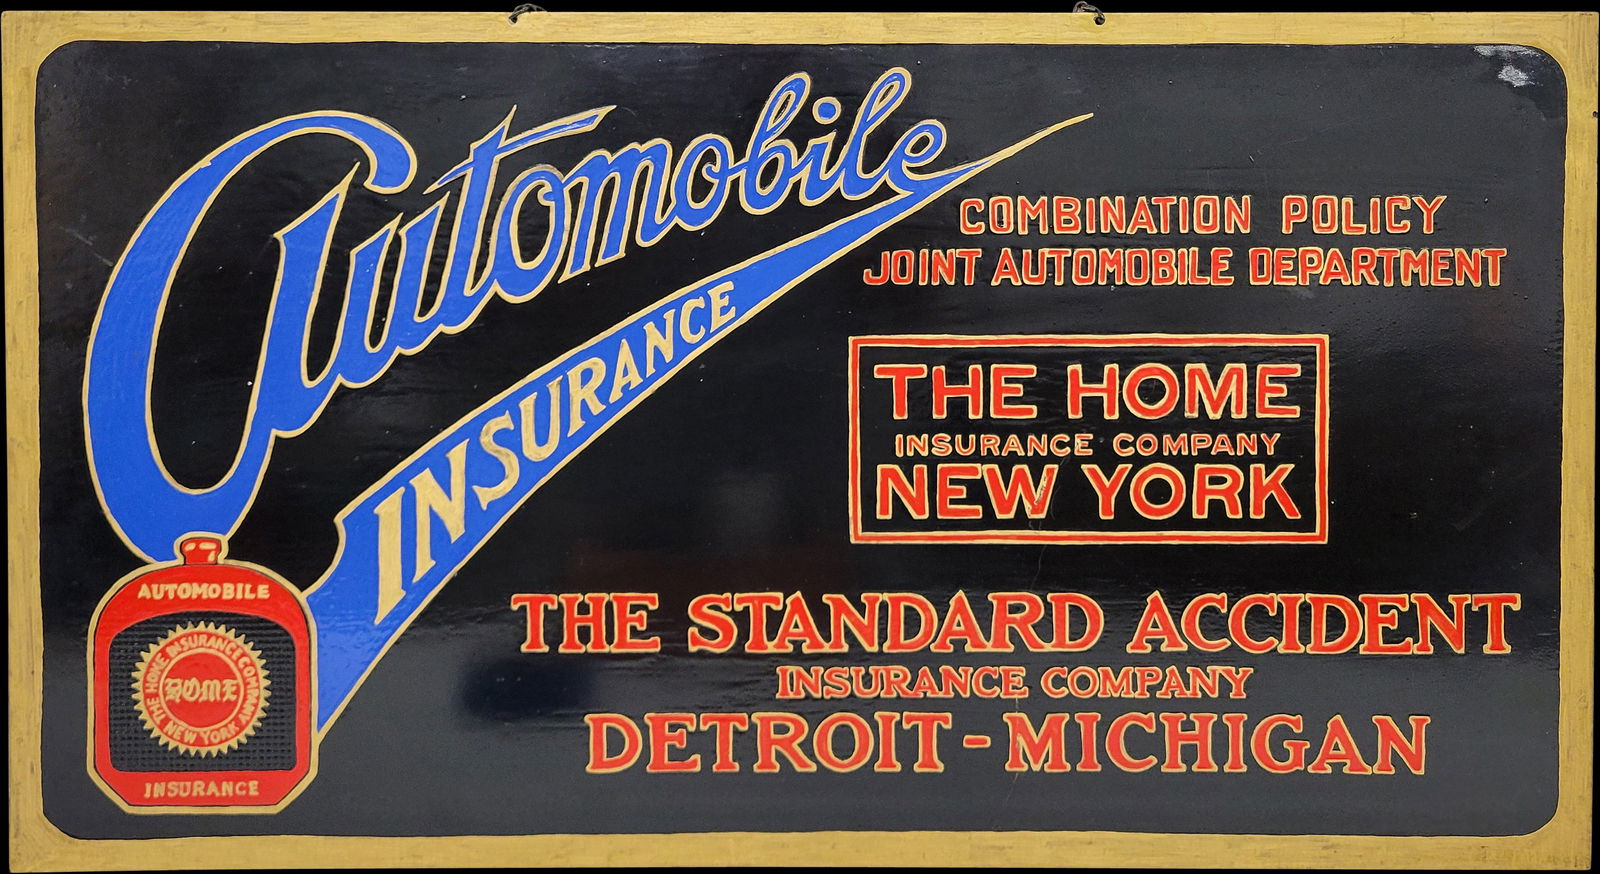 Automobile
INSURANCE
COMBINATION POLICY
JOINT AUTOMOBILE DEPARTMENT
THE HOME
INSURANCE COMPANY
NEW YORK
THE STANDARD ACCIDENT
INSURANCE COMPANY
DETROIT - MICHIGAN
AUTOMOBILE
THE HOME INSURANCE COMPANY
HOME
NEW YORK
INSURANCE